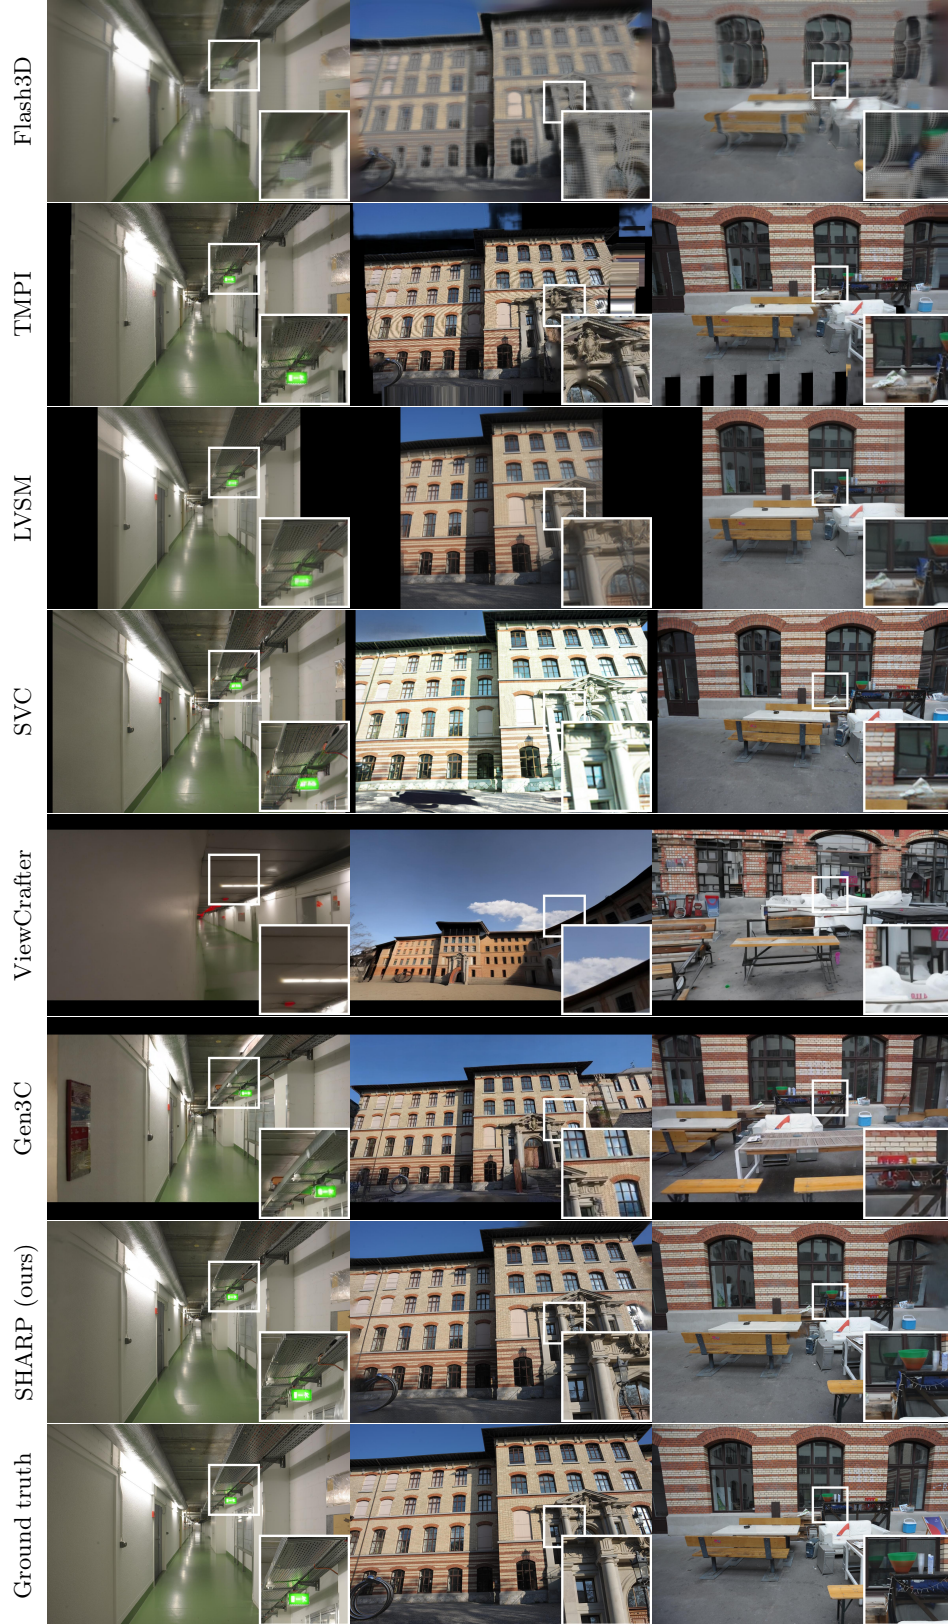 Flash3D
TMPI
LVSM
SVC
ViewCrafter
Gen3C
SHARP (ours)
Ground truth